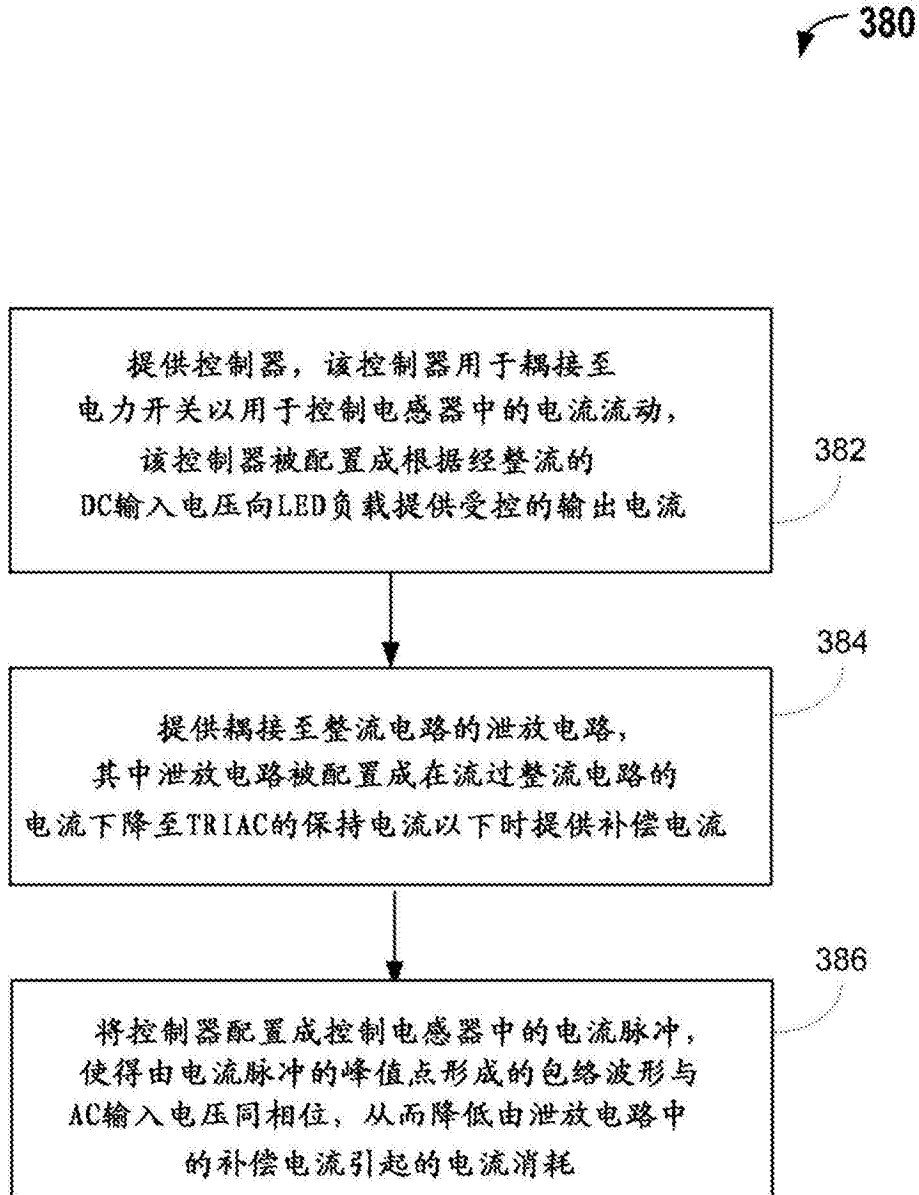 380
提供控制器，该控制器用于耦接至
电力开关以用于控制电感器中的电流流动，
该控制器被配置成根据经整流的
DC输入电压向LED负载提供受控的输出电流
382
384
提供耦接至整流电路的泄放电路，
其中泄放电路被配置成在流过整流电路的
电流下降至TRIAC的保持电流以下时提供补偿电流
386
将控制器配置成控制电感器中的电流脉冲，
使得由电流脉冲的峰值点形成的包络波形与
AC输入电压同相位，从而降低由泄放电路中
的补偿电流引起的电流消耗